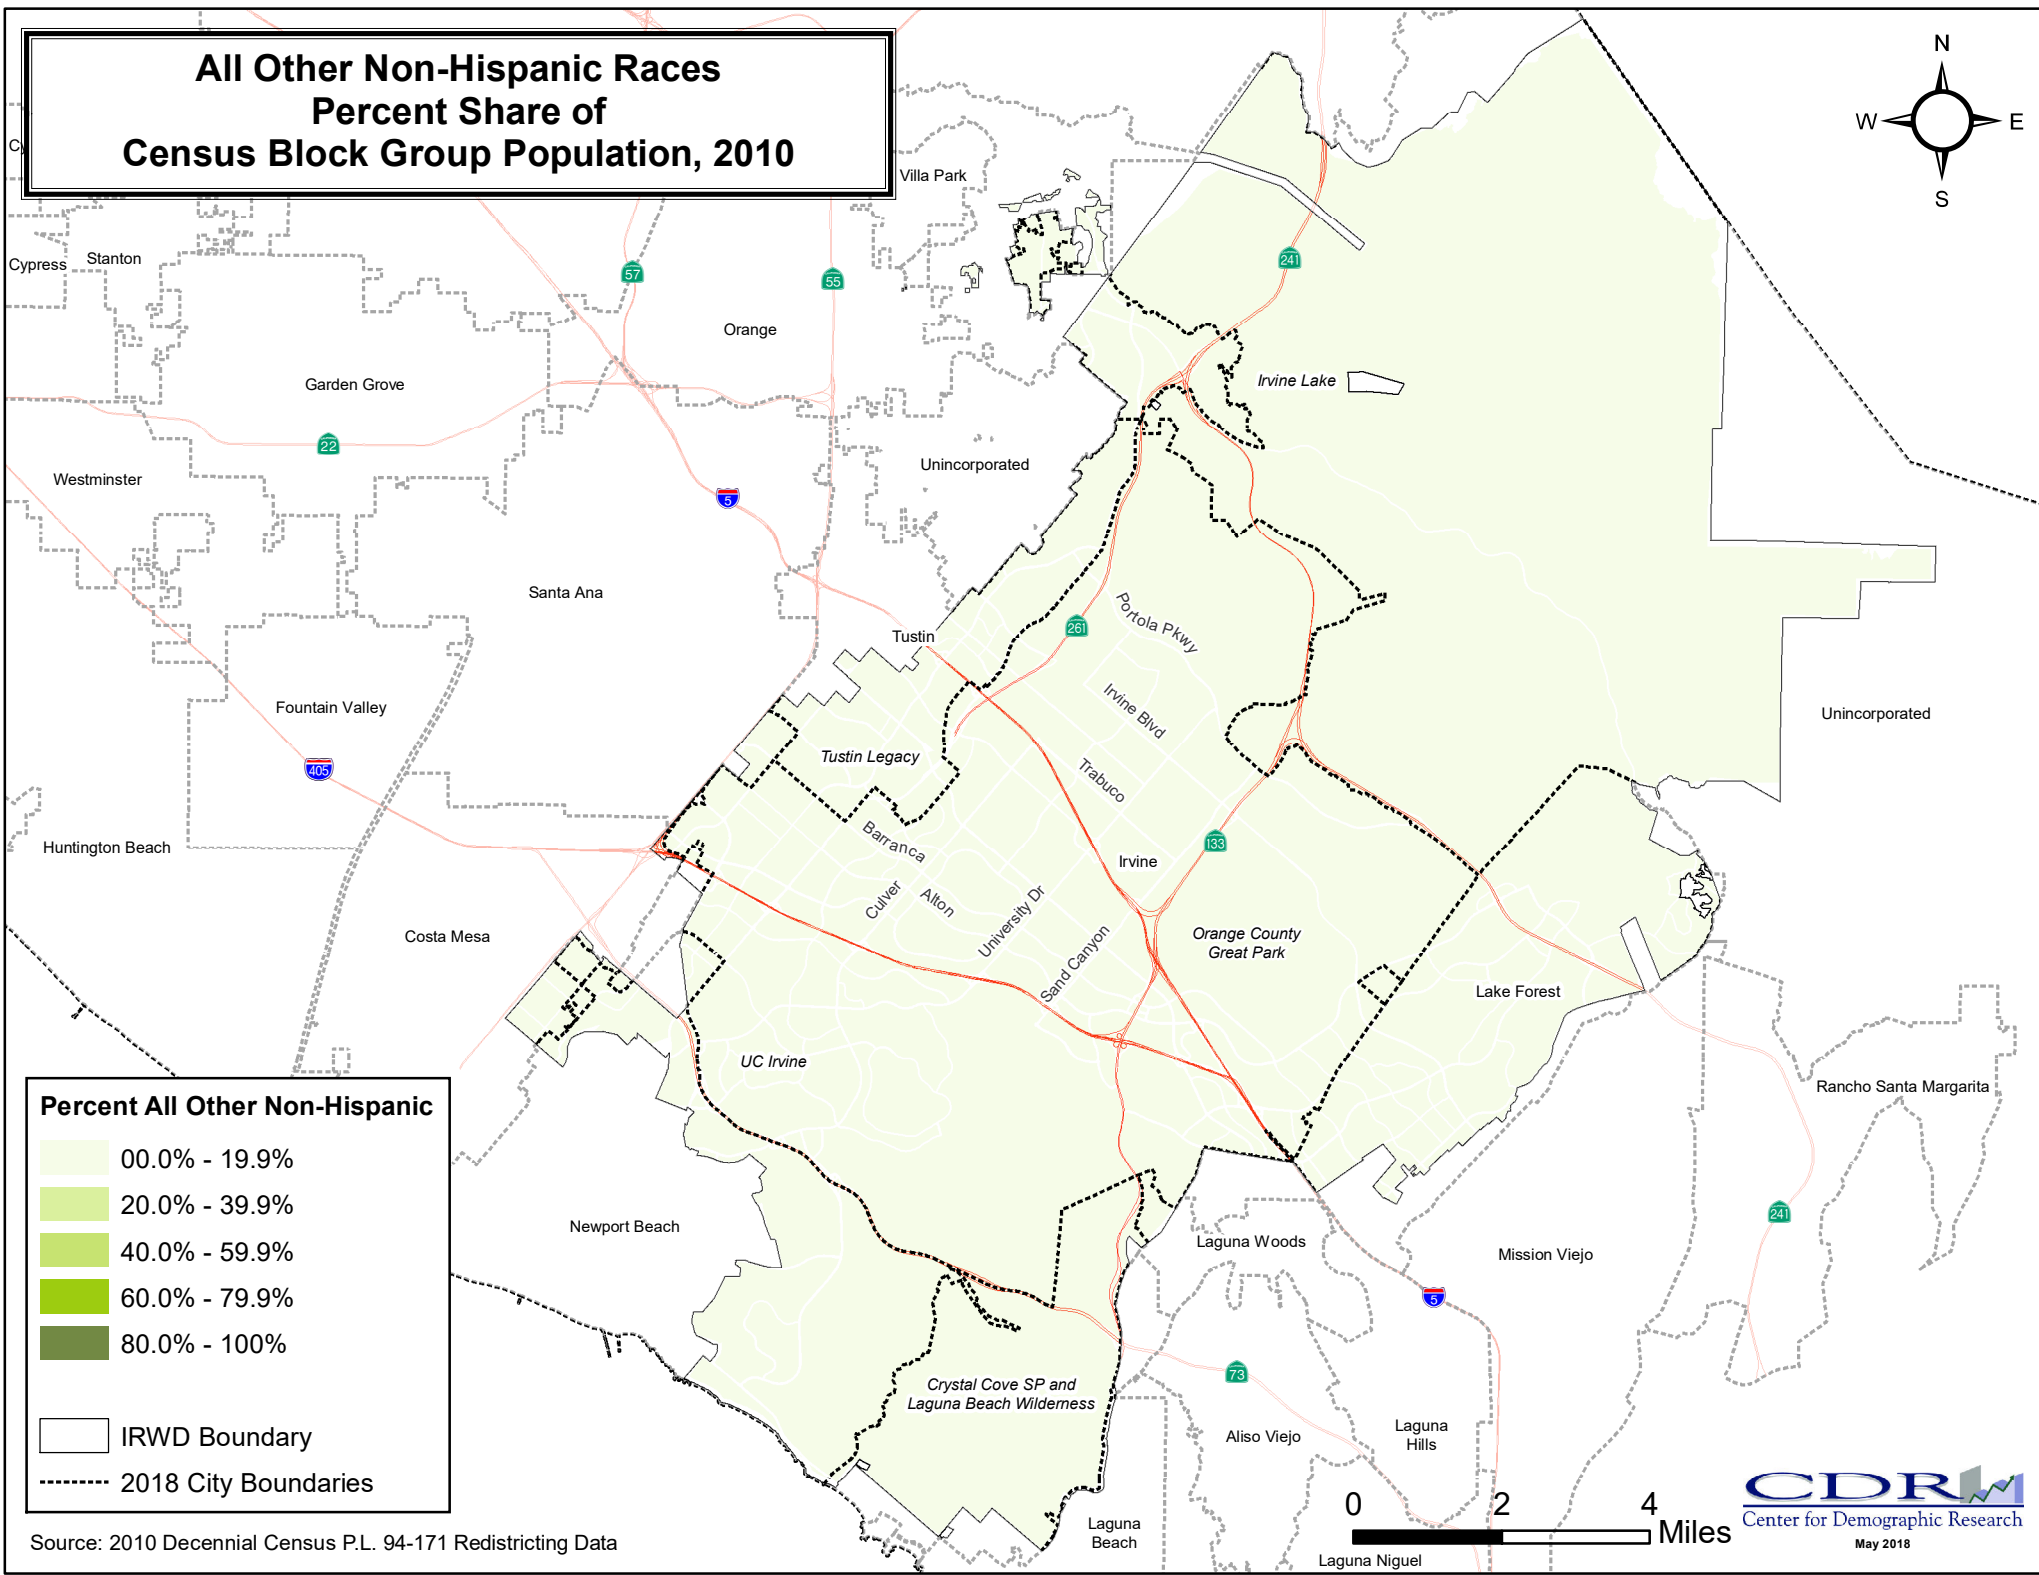 All Other Non-Hispanic Races
Percent Share of
Census Block Group Population, 2010
N
W
E
S
Villa Park
Cy
Cypress
Stanton
57
55
241
Orange
Garden Grove
Irvine Lake
22
Westminster
Unincorporated
5
Santa Ana
Portola Pkwy
261
Tustin
Irvine Blvd
Fountain Valley
Unincorporated
Tustin Legacy
405
Trabuco
Barranca
133
Huntington Beach
Irvine
Culver
Alton
University Dr
Costa Mesa
Orange County
Great Park
Sand Canyon
Lake Forest
UC Irvine
Rancho Santa Margarita
Percent All Other Non-Hispanic
00.0% - 19.9%
20.0% - 39.9%
40.0% - 59.9%
60.0% - 79.9%
80.0% - 100%
IRWD Boundary
2018 City Boundaries
Newport Beach
Laguna Woods
241
Mission Viejo
5
73
Crystal Cove SP and
Laguna Beach Wilderness
Aliso Viejo
Laguna
Hills
Laguna
Beach
0 2 4
Miles
Laguna Niguel
CDR
Center for Demographic Research
May 2018
Source: 2010 Decennial Census P.L. 94-171 Redistricting Data